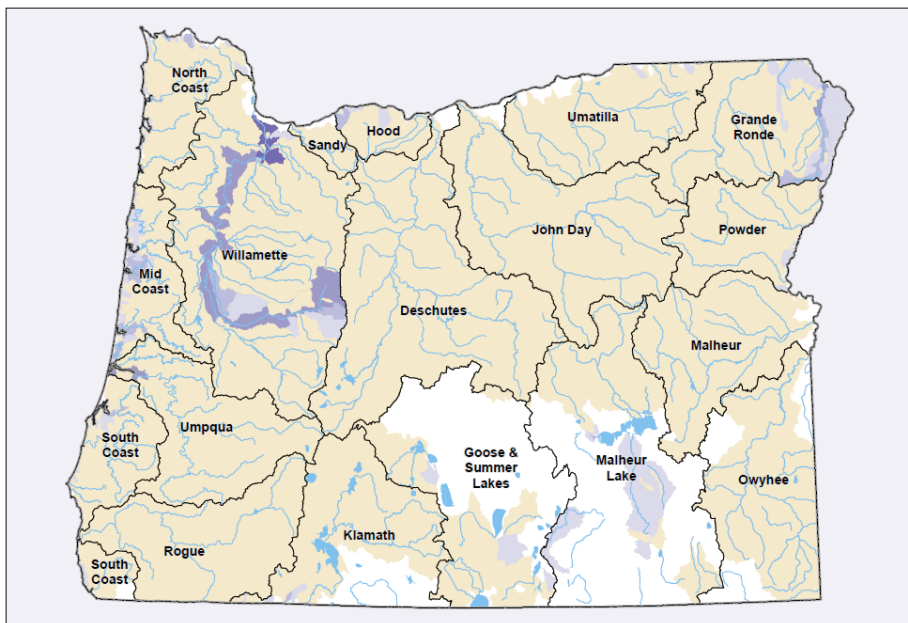 North
Coast
Umatilla
Hood
Sandy
Grande
Ronde
John Day
Powder
Willamette
Mid
Coast
Deschutes
Malheur
Umpqua
South
Coast
Goose &
Summer
Lakes
Malheur
Lake
Owyhee
Klamath
Rogue
South
Coast